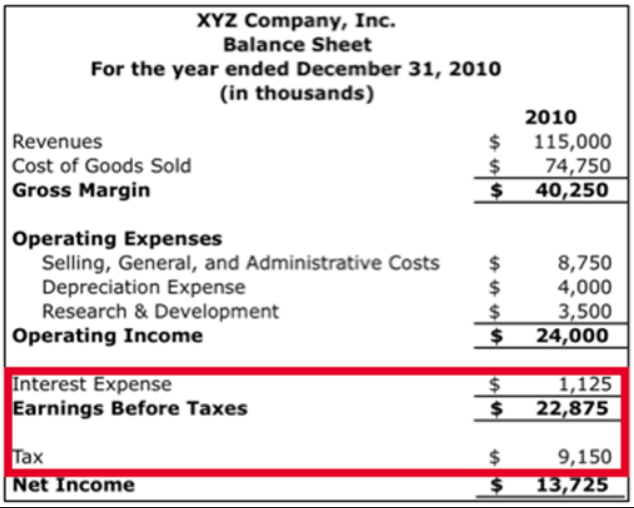 XYZ Company, Inc.
Balance Sheet
For the year ended December 31, 2010
(in thousands)
2010
Revenues $ 115,000
Cost of Goods Sold $ 74,750
Gross Margin $ 40,250
Operating Expenses
Selling, General, and Administrative Costs $ 8,750
Depreciation Expense $ 4,000
Research & Development $ 3,500
Operating Income $ 24,000
Interest Expense $ 1,125
Earnings Before Taxes $ 22,875
Tax $ 9,150
Net Income $ 13,725